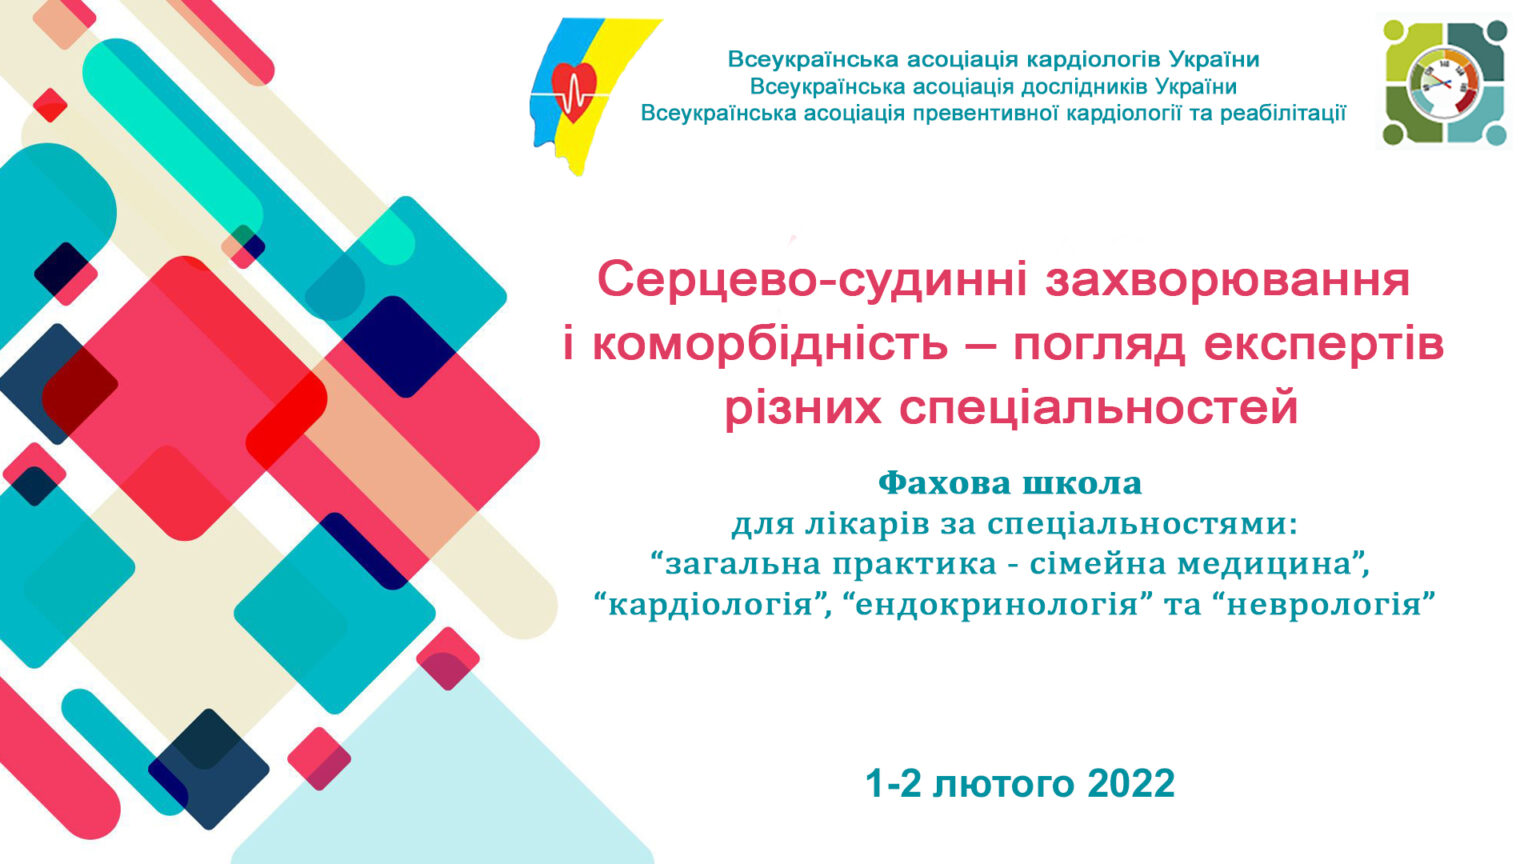 Всеукраїнська асоціація кардіологів України
Всеукраїнська асоціація дослідників України
Всеукраїнська асоціація превентивної кардіології та реабілітації
Серцево-судинні захворювання
і коморбідність – погляд експертів
різних спеціальностей
Фахова школа
для лікарів за спеціальностями:
“загальна практика - сімейна медицина”,
“кардіологія”, “ендокринологія” та “неврологія”
1-2 лютого 2022